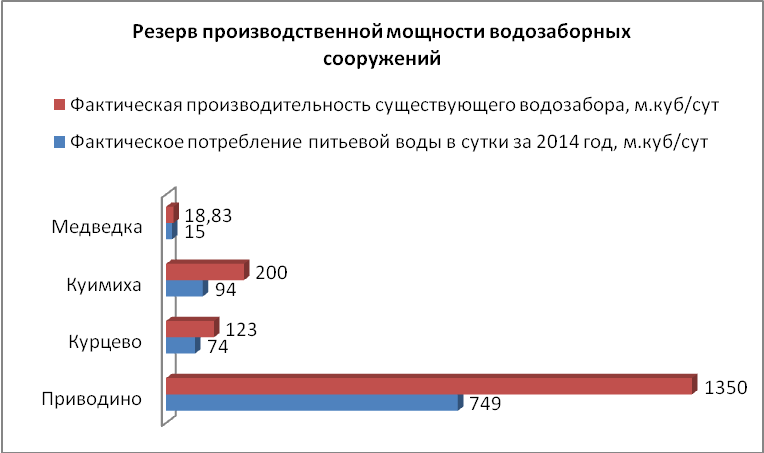 Резерв производственной мощности водозаборных
сооружений
Фактическая производительность существующего водозабора, м.куб/сут
Фактическое потребление питьевой воды в сутки за 2014 год, м.куб/сут
Медведка
18,83
15
Куимиха
200
94
Курцево
123
74
Приводино
1350
749